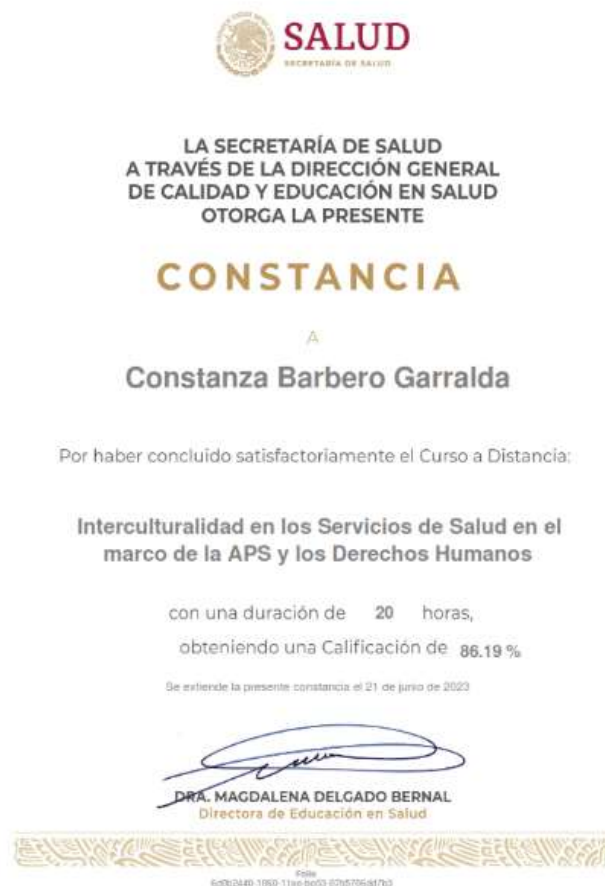 SALUD
SECRETARÍA DE SALUD
LA SECRETARÍA DE SALUD
A TRAVÉS DE LA DIRECCIÓN GENERAL
DE CALIDAD Y EDUCACIÓN EN SALUD
OTORGA LA PRESENTE
CONSTANCIA
A
Constanza Barbero Garralda
Por haber concluido satisfactoriamente el Curso a Distancia:
Interculturalidad en los Servicios de Salud en el
marco de la APS y los Derechos Humanos
con una duración de 20 horas,
obteniendo una Calificación de 86.19 %
Se extiende la presente constancia el 21 de junio de 2023
DRA. MAGDALENA DELGADO BERNAL
Directora de Educación en Salud
Folio